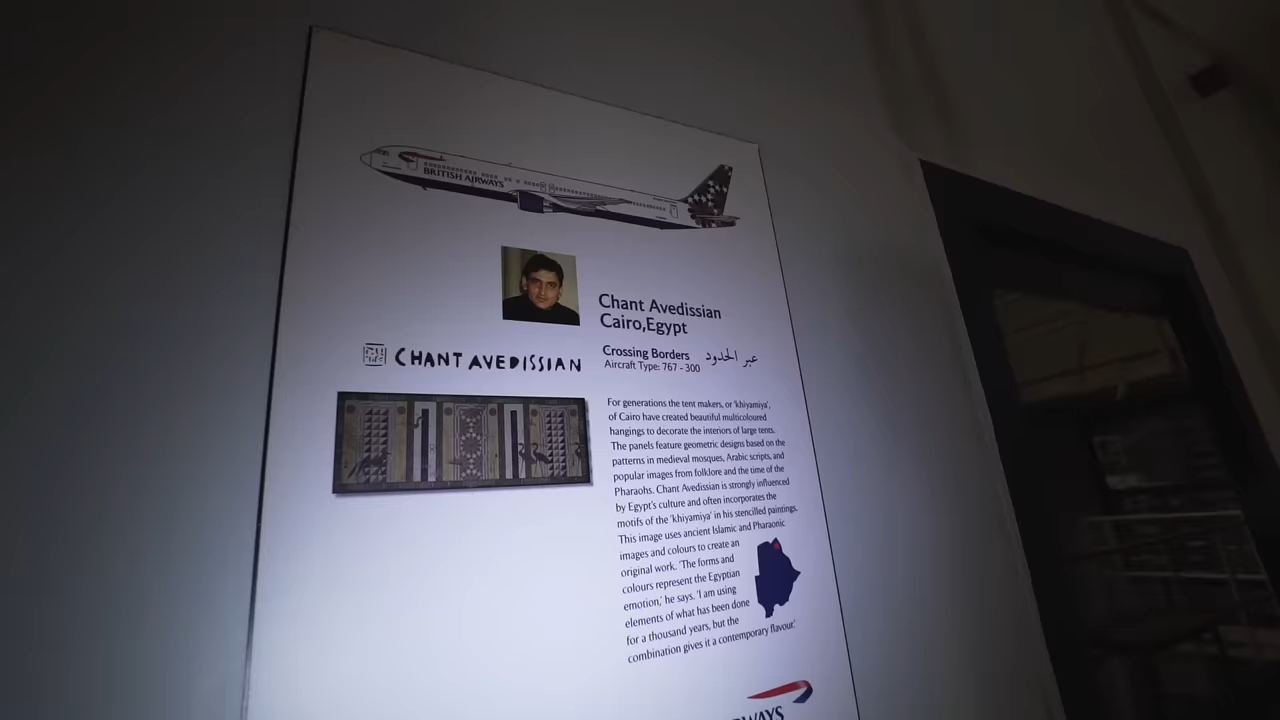 BRITISH AIRWAYS
Chant Avedissian
Cairo,Egypt
CHANT AVEDISSIAN
Crossing Borders
عبر الحدود
Aircraft Type: 767 - 300
For generations the tent makers, or 'khiyamiya',
of Cairo have created beautiful multicoloured
hangings to decorate the interiors of large tents.
The panels feature geometric designs based on the
patterns in medieval mosques, Arabic scripts, and
popular images from folklore and the time of the
Pharaohs. Chant Avedissian is strongly influenced
by Egypt's culture and often incorporates the
motifs of the 'khiyamiya' in his stencilled paintings.
This image uses ancient Islamic and Pharaonic
images and colours to create an
original work. 'The forms and
colours represent the Egyptian
emotion,' he says. 'I am using
elements of what has been done
for a thousand years, but the
combination gives it a contemporary flavour.'